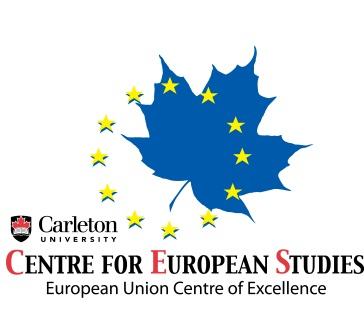 Carleton
UNIVERSITY
CENTRE FOR EUROPEAN STUDIES
European Union Centre of Excellence